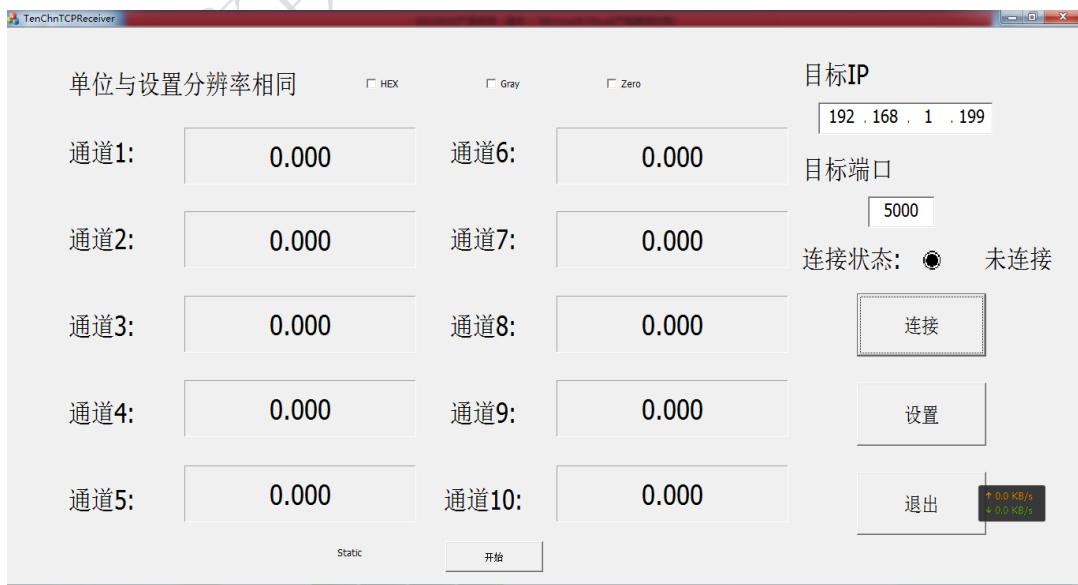 TenChnTCPReceiver
单位与设置分辨率相同 HEX Gray Zero
目标IP
192 . 168 . 1 . 199
通道1: 0.000 通道6: 0.000
目标端口
5000
通道2: 0.000 通道7: 0.000
连接状态: 未连接
通道3: 0.000 通道8: 0.000
连接
通道4: 0.000 通道9: 0.000
设置
通道5: 0.000 通道10: 0.000
退出
↑ 0.0 KB/s
↓ 0.0 KB/s
Static 开始